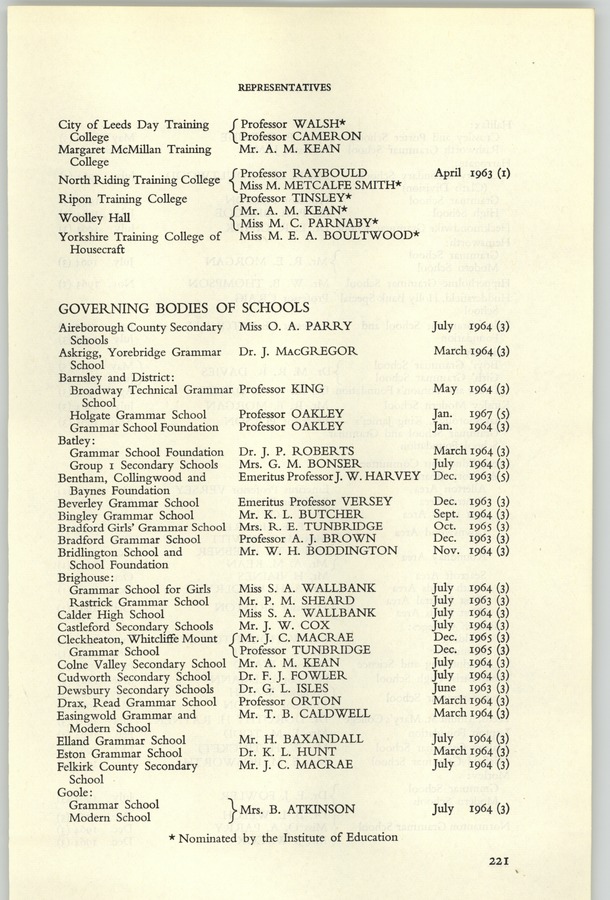 REPRESENTATIVES
City of Leeds Day Training { Professor WALSH*
College { Professor CAMERON
Margaret McMillan Training Mr. A. M. KEAN
College
North Riding Training College { Professor RAYBOULD April 1963 (1)
{ Miss M. METCALFE SMITH*
Ripon Training College Professor TINSLEY*
Woolley Hall { Mr. A. M. KEAN*
{ Miss M. C. PARNABY*
Yorkshire Training College of Miss M. E. A. BOULTWOOD*
Housecraft
GOVERNING BODIES OF SCHOOLS
Aireborough County Secondary Miss O. A. PARRY July 1964 (3)
Schools
Askrigg, Yorebridge Grammar Dr. J. MacGREGOR March 1964 (3)
School
Barnsley and District:
Broadway Technical Grammar Professor KING May 1964 (3)
School
Holgate Grammar School Professor OAKLEY Jan. 1967 (5)
Grammar School Foundation Professor OAKLEY Jan. 1964 (3)
Batley:
Grammar School Foundation Dr. J. P. ROBERTS March 1964 (3)
Group 1 Secondary Schools Mrs. G. M. BONSER July 1964 (3)
Bentham, Collingwood and Emeritus Professor J. W. HARVEY Dec. 1963 (5)
Baynes Foundation
Beverley Grammar School Emeritus Professor VERSEY Dec. 1963 (3)
Bingley Grammar School Mr. K. L. BUTCHER Sept. 1964 (3)
Bradford Girls' Grammar School Mrs. R. E. TUNBRIDGE Oct. 1965 (3)
Bradford Grammar School Professor A. J. BROWN Dec. 1963 (3)
Bridlington School and Mr. W. H. BODDINGTON Nov. 1964 (3)
School Foundation
Brighouse:
Grammar School for Girls Miss S. A. WALLBANK July 1964 (3)
Rastrick Grammar School Mr. P. M. SHEARD July 1963 (3)
Calder High School Miss S. A. WALLBANK July 1964 (3)
Castleford Secondary Schools Mr. J. W. COX July 1964 (3)
Cleckheaton, Whitcliffe Mount { Mr. J. C. MACRAE Dec. 1965 (3)
Grammar School { Professor TUNBRIDGE Dec. 1965 (3)
Colne Valley Secondary School Mr. A. M. KEAN July 1964 (3)
Cudworth Secondary School Dr. F. J. FOWLER July 1964 (3)
Dewsbury Secondary Schools Dr. G. L. ISLES June 1963 (3)
Drax, Read Grammar School Professor ORTON March 1964 (3)
Easingwold Grammar and Mr. T. B. CALDWELL March 1964 (3)
Modern School
Elland Grammar School Mr. H. BAXANDALL July 1964 (3)
Eston Grammar School Dr. K. L. HUNT March 1964 (3)
Felkirk County Secondary Mr. J. C. MACRAE July 1964 (3)
School
Goole:
Grammar School } Mrs. B. ATKINSON July 1964 (3)
Modern School
* Nominated by the Institute of Education
221